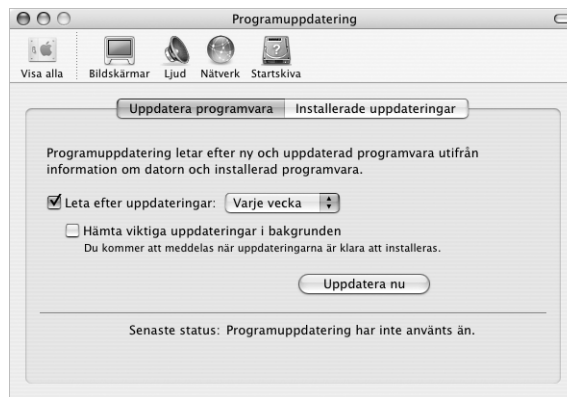 Programuppdatering
Visa alla Bildskärmar Ljud Nätverk Startskiva
Uppdatera programvara Installerade uppdateringar
Programuppdatering letar efter ny och uppdaterad programvara utifrån
information om datorn och installerad programvara.
Leta efter uppdateringar: Varje vecka
Hämta viktiga uppdateringar i bakgrunden
Du kommer att meddelas när uppdateringarna är klara att installeras.
Uppdatera nu
Senaste status: Programuppdatering har inte använts än.